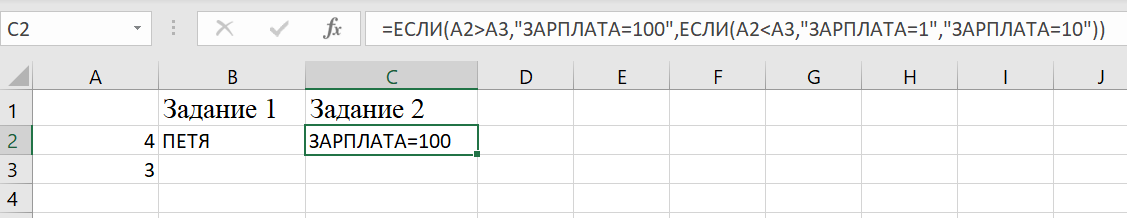 C2 fx =ЕСЛИ(A2>A3,"ЗАРПЛАТА=100",ЕСЛИ(A2<A3,"ЗАРПЛАТА=1","ЗАРПЛАТА=10"))
A B C D E F G H I J
1 Задание 1 Задание 2
2 4 ПЕТЯ ЗАРПЛАТА=100
3 3
4